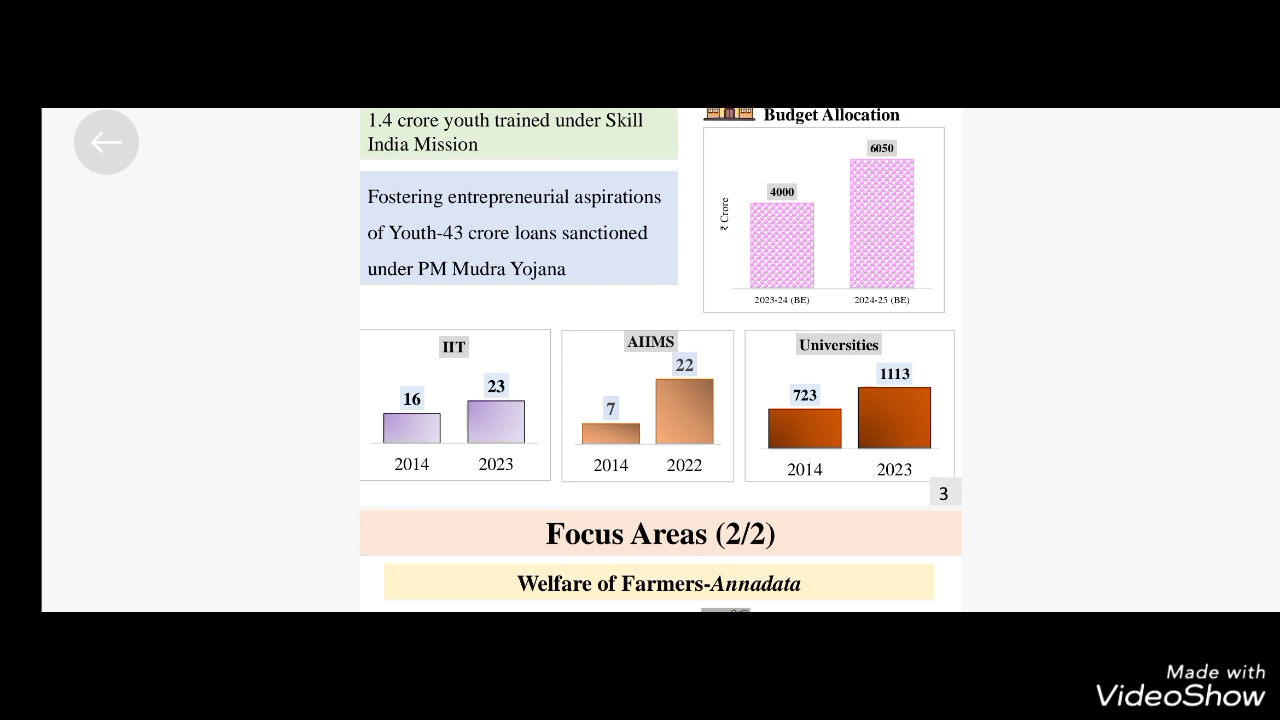 1.4 crore youth trained under Skill
India Mission
Fostering entrepreneurial aspirations
of Youth-43 crore loans sanctioned
under PM Mudra Yojana
Budget Allocation
6050
4000
₹ Crore
2023-24 (BE)
2024-25 (BE)
IIT
16
23
2014
2023
AIIMS
7
22
2014
2022
Universities
723
1113
2014
2023
3
Focus Areas (2/2)
Welfare of Farmers-Annadata
Made with
VideoShow